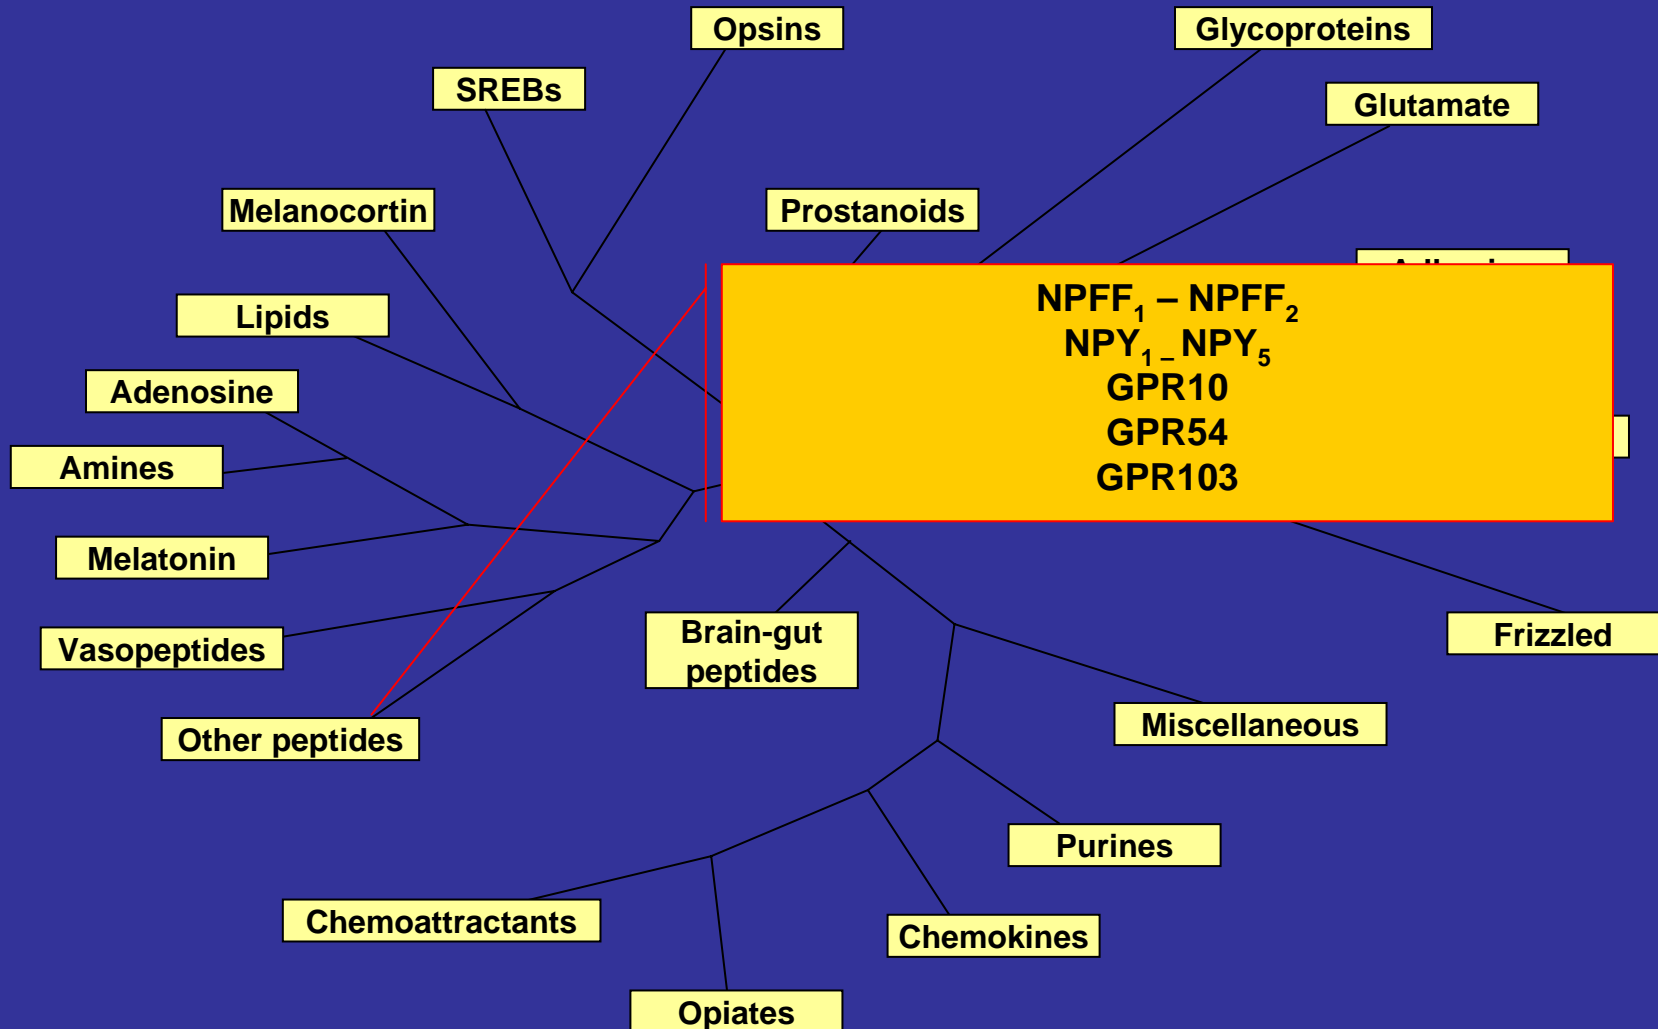 Opsins
Glycoproteins
SREBs
Glutamate
Melanocortin
Prostanoids
Lipids
NPFF₁ – NPFF₂
NPY₁ ₋ NPY₅
GPR10
GPR54
GPR103
Adenosine
Amines
Melatonin
Vasopeptides
Brain-gut
peptides
Frizzled
Other peptides
Miscellaneous
Purines
Chemoattractants
Chemokines
Opiates